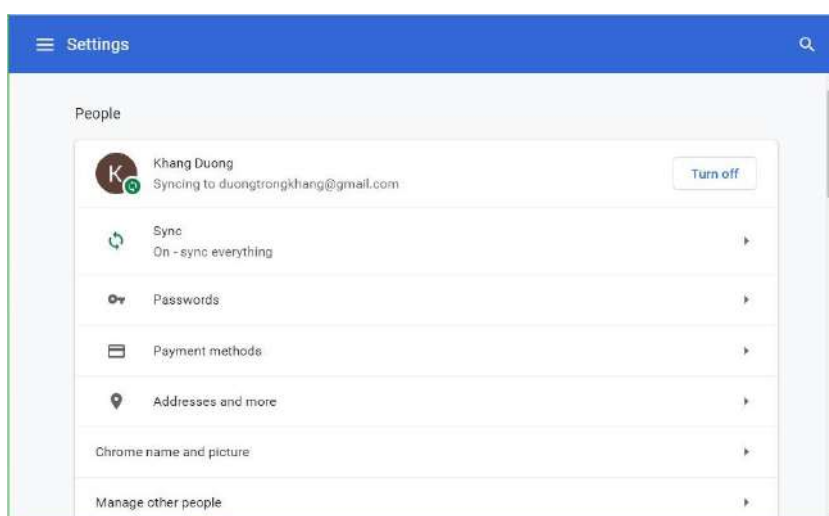 Settings
People
K
Khang Duong
Syncing to duongtrongkhang@gmail.com
Turn off
Sync
On - sync everything
Passwords
Payment methods
Addresses and more
Chrome name and picture
Manage other people